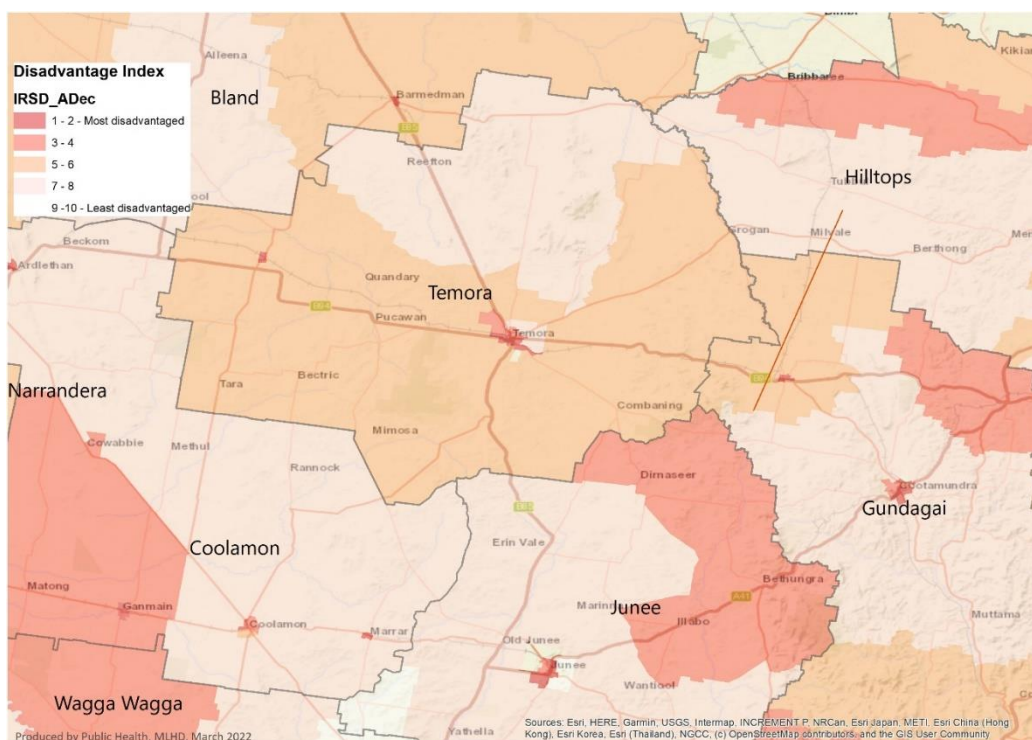 Disadvantage Index
IRSD_ADec
1 - 2 - Most disadvantaged
3 - 4
5 - 6
7 - 8
9 -10 - Least disadvantaged
Alleena
Bland
Barmedman
Bribbaree
Reefton
Hilltops
Beckom
Grogan
Milvale
Berthong
Ardlethan
Quandary
Temora
Pucawan
Temora
Narrandera
Tara
Bectric
Combaning
Mimosa
Cowabbie
Methul
Rannock
Dirnaseer
Cootamundra
Gundagai
Erin Vale
Coolamon
Matong
Bethungra
Ganmain
A41
Junee
Illabo
Muttama
Coolamon
Marrar
Old Junee
Junee
Wantiool
Wagga Wagga
Yathella
Produced by Public Health, MLHD, March 2022
Sources: Esri, HERE, Garmin, USGS, Intermap, INCREMENT P, NRCan, Esri Japan, METI, Esri China (Hong
Kong), Esri Korea, Esri (Thailand), NGCC, (c) OpenStreetMap contributors, and the GIS User Community